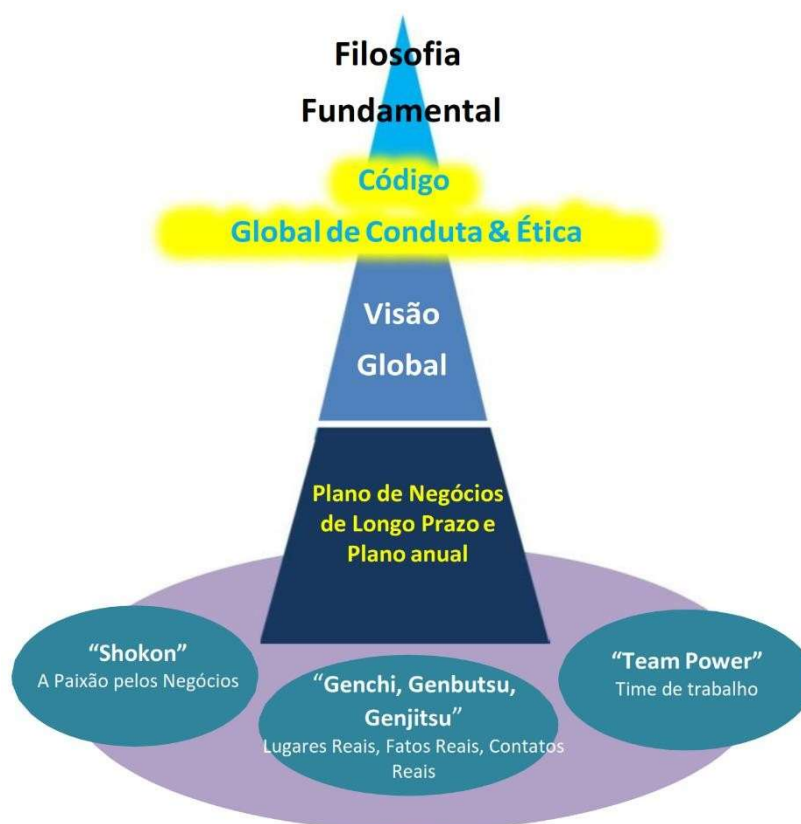 Filosofia
Fundamental
Código
Global de Conduta & Ética
Visão
Global
Plano de Negócios
de Longo Prazo e
Plano anual
“Shokon”
A Paixão pelos Negócios
“Genchi, Genbutsu,
Genjitsu”
Lugares Reais, Fatos Reais, Contatos
Reais
“Team Power”
Time de trabalho